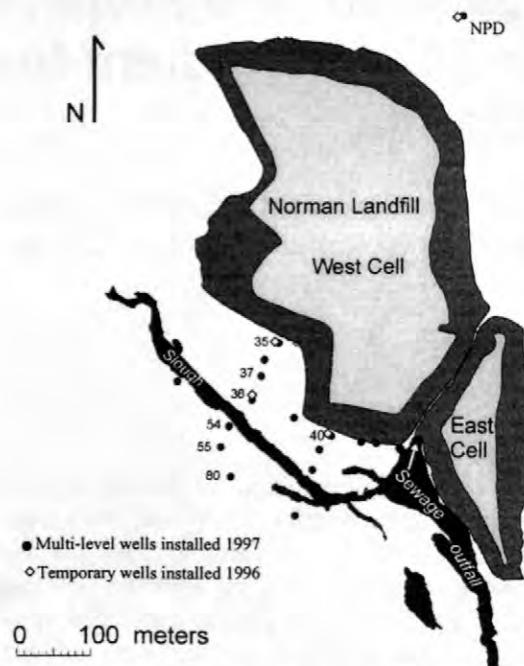 NPD
N
Norman Landfill
West Cell
35
37
Slough
38
54
40
55
East
Cell
80
Sewage
outfall
● Multi-level wells installed 1997
◇ Temporary wells installed 1996
0 100 meters